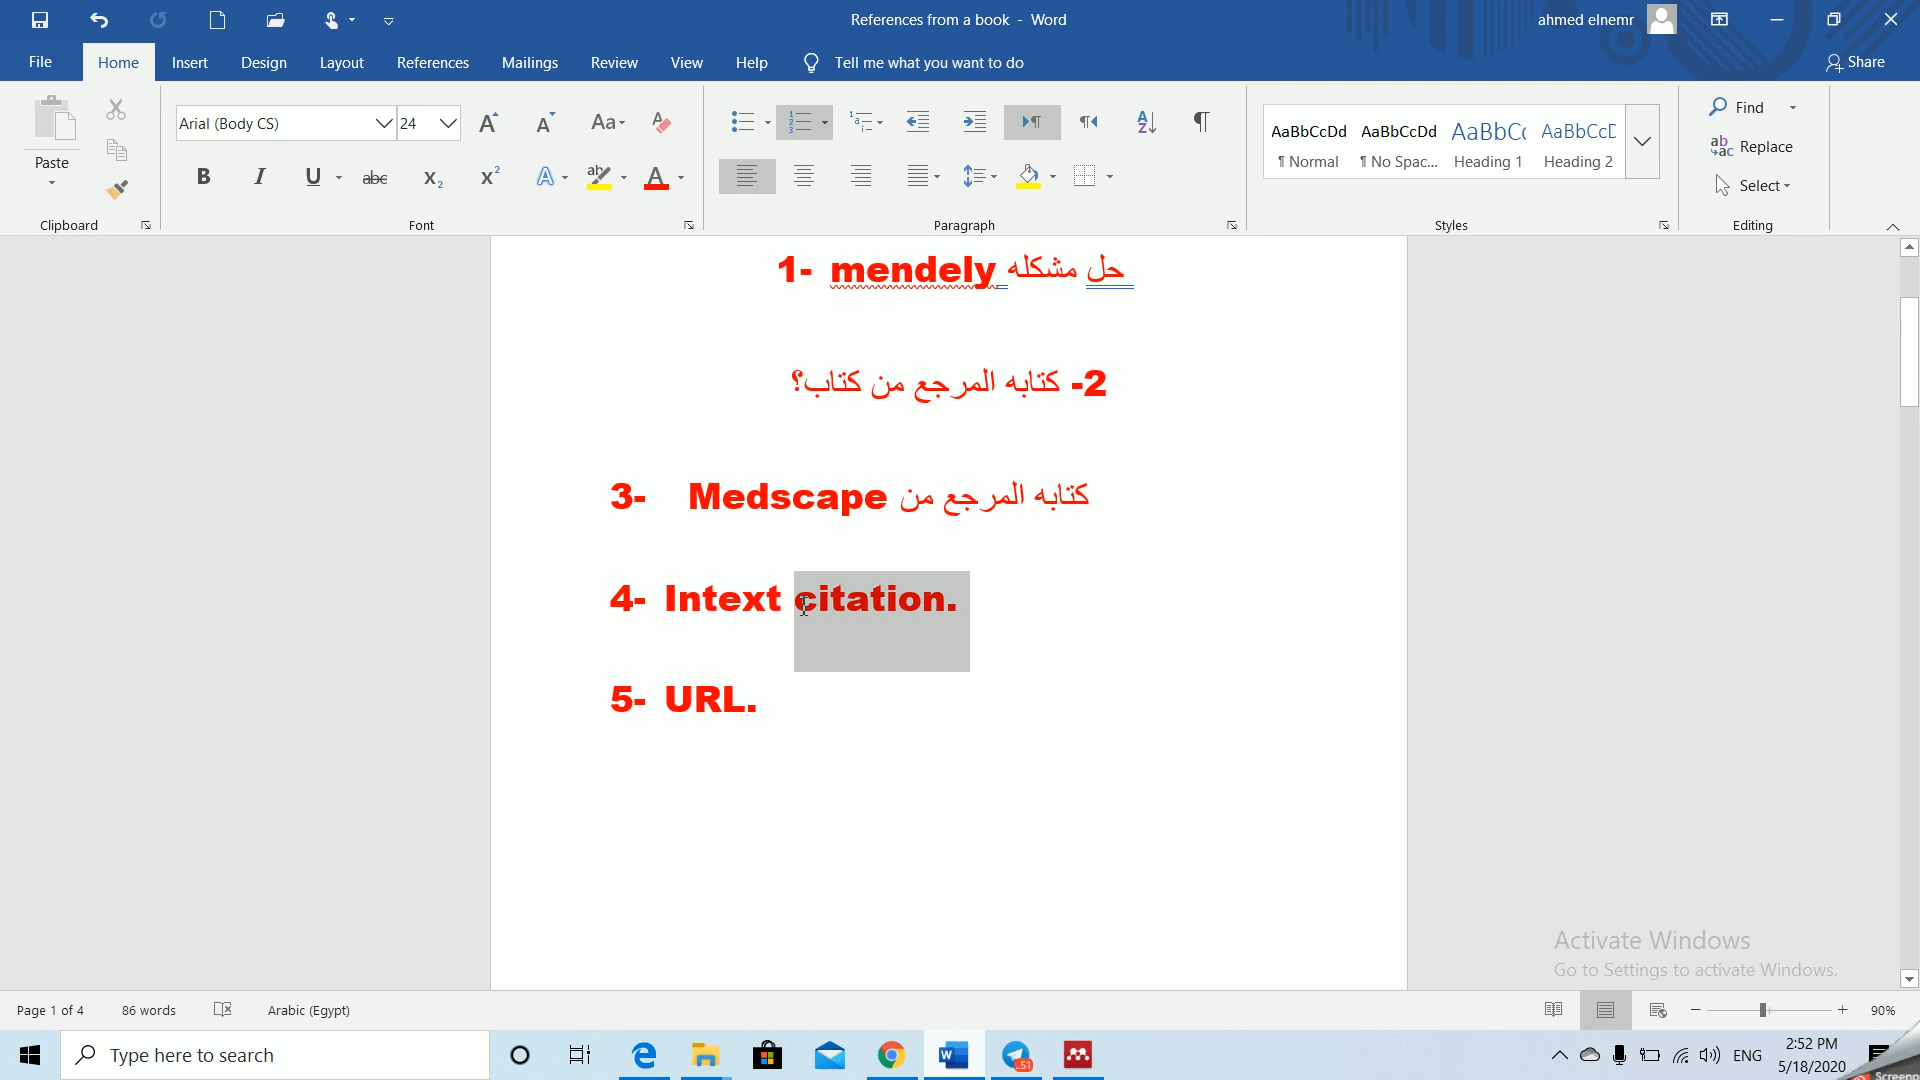 References from a book - Word
ahmed elnemr
File Home Insert Design Layout References Mailings Review View Help Tell me what you want to do
Share
Paste
Clipboard
Arial (Body CS) 24
Font
Paragraph
AaBbCcDd AaBbCcDd AaBbCc AaBbCcD
¶ Normal ¶ No Spac... Heading 1 Heading 2
Styles
Find
Replace
Select
Editing
1- mendely حل مشكله
2- كتابه المرجع من كتاب؟
3- Medscape كتابه المرجع من
4- Intext citation.
5- URL.
Activate Windows
Go to Settings to activate Windows.
Page 1 of 4 86 words Arabic (Egypt)
90%
Type here to search
51
ENG
2:52 PM
5/18/2020